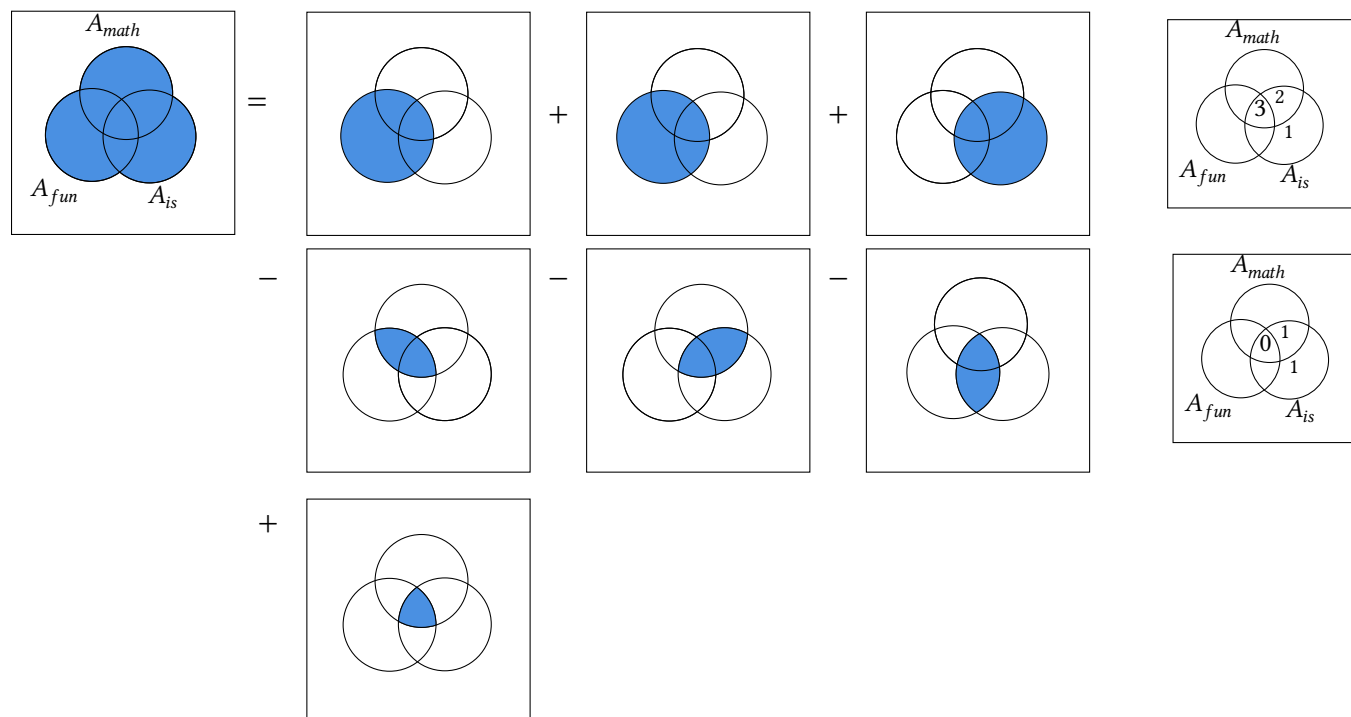 A_math
A_fun
A_is
=
+
+
A_math
3
2
1
A_fun
A_is
−
−
−
A_math
0
1
1
A_fun
A_is
+